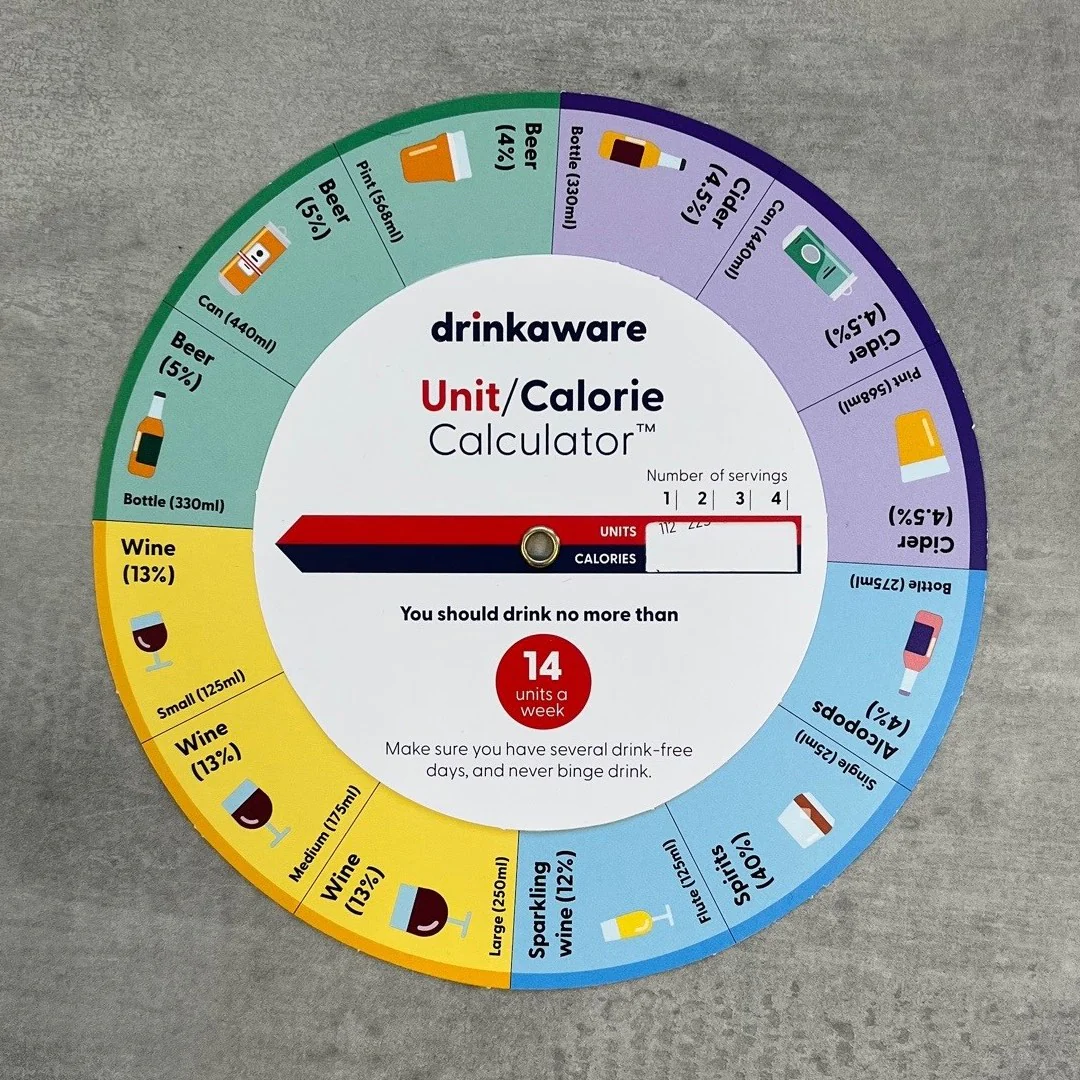 drinkaware
Unit/Calorie
Calculator™
Number of servings
1 2 3 4
UNITS
112
CALORIES
You should drink no more than
14
units a
week
Make sure you have several drink-free
days, and never binge drink.
Beer
(4%)
Pint (568ml)
Beer
(5%)
Can (440ml)
Beer
(5%)
Bottle (330ml)
Wine
(13%)
Small (125ml)
Wine
(13%)
Medium (175ml)
Wine
(13%)
Large (250ml)
Sparkling
wine (12%)
Flute (125ml)
Spirits
(40%)
Single (25ml)
Alcopops
(4%)
Bottle (275ml)
Cider
(4.5%)
Pint (568ml)
Cider
(4.5%)
Can (440ml)
Cider
(4.5%)
Bottle (330ml)